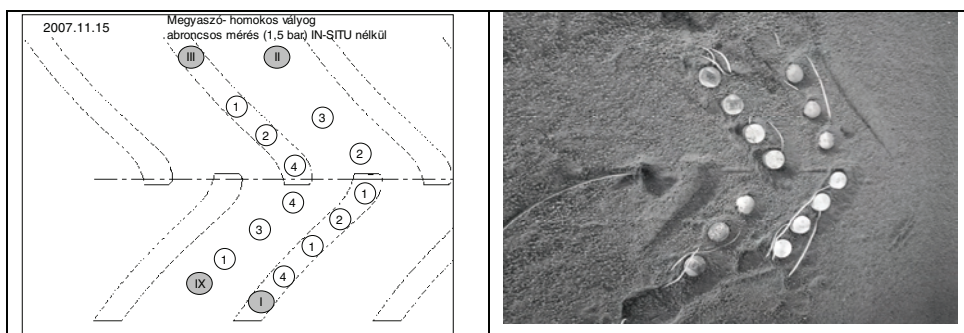 2007.11.15
Megyaszó- homokos vályog
abroncsos mérés (1,5 bar) IN-SITU nélkül
III
II
1
3
2
2
4
1
4
2
3
1
1
4
IX
I